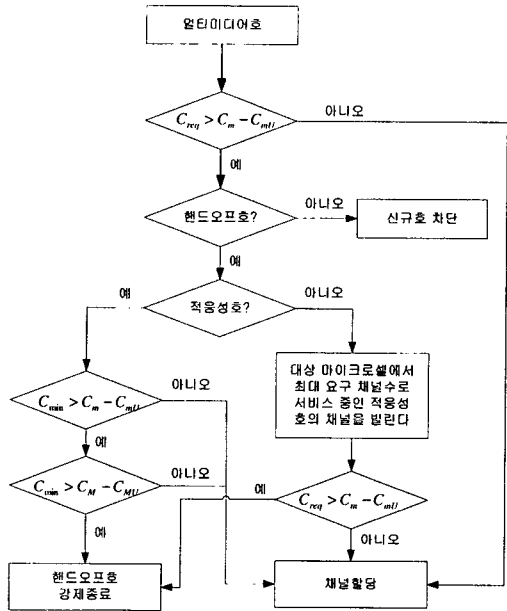 멀티미디어호
C_req > C_m - C_mU
아니오
예
핸드오프호?
아니오
신규호 차단
예
적응성호?
예
아니오
대상 마이크로셀에서
최대 요구 채널수로
서비스 중인 적응성
호의 채널을 빌린다
C_min > C_m - C_mU
아니오
예
C_min > C_M - C_MU
아니오
예
C_req > C_m - C_mU
예
아니오
핸드오프호
강제종료
채널할당